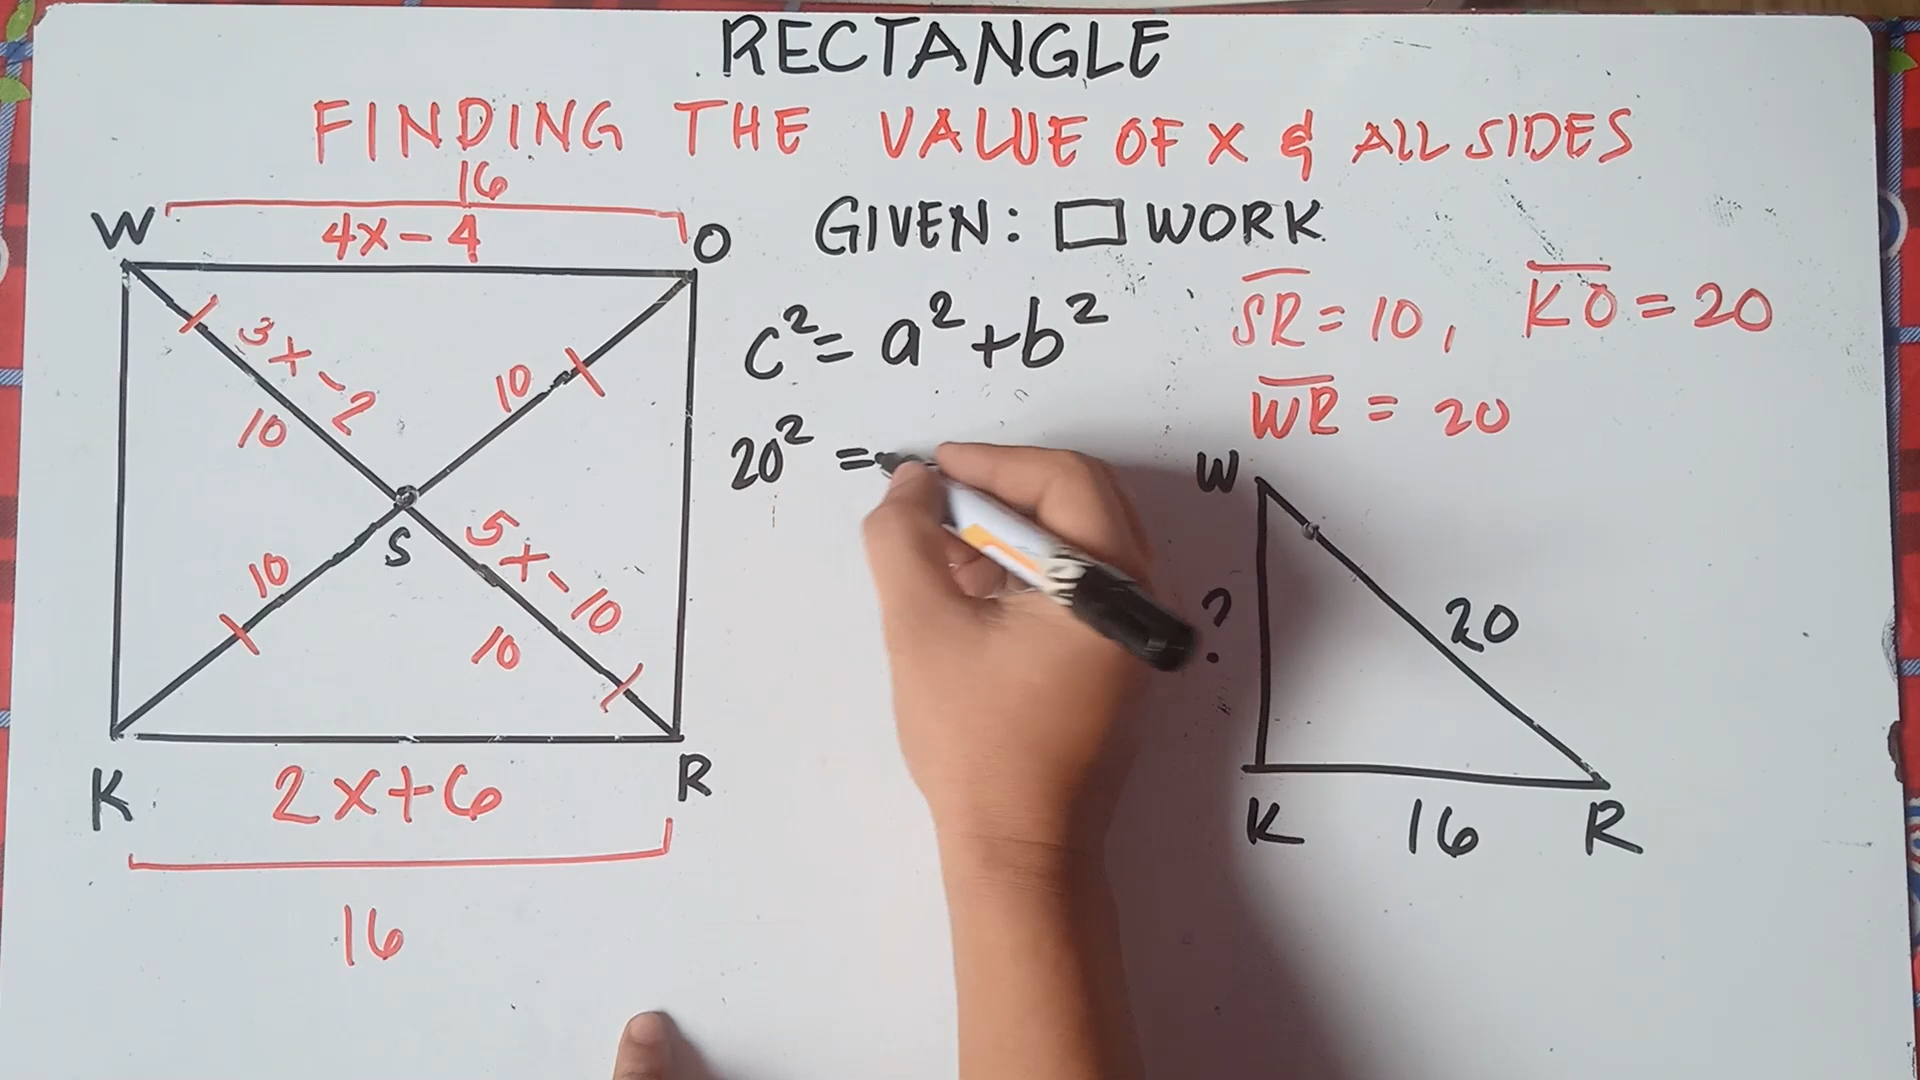 RECTANGLE
FINDING THE VALUE OF X & ALL SIDES
16
W 4x-4 O
3x-2
10
10
S
10
5x-10
10
K 2x+6 R
16
GIVEN: □ WORK
c²=a²+b²
20² =
SR=10, KO=20
WR = 20
W
?
20
K 16 R